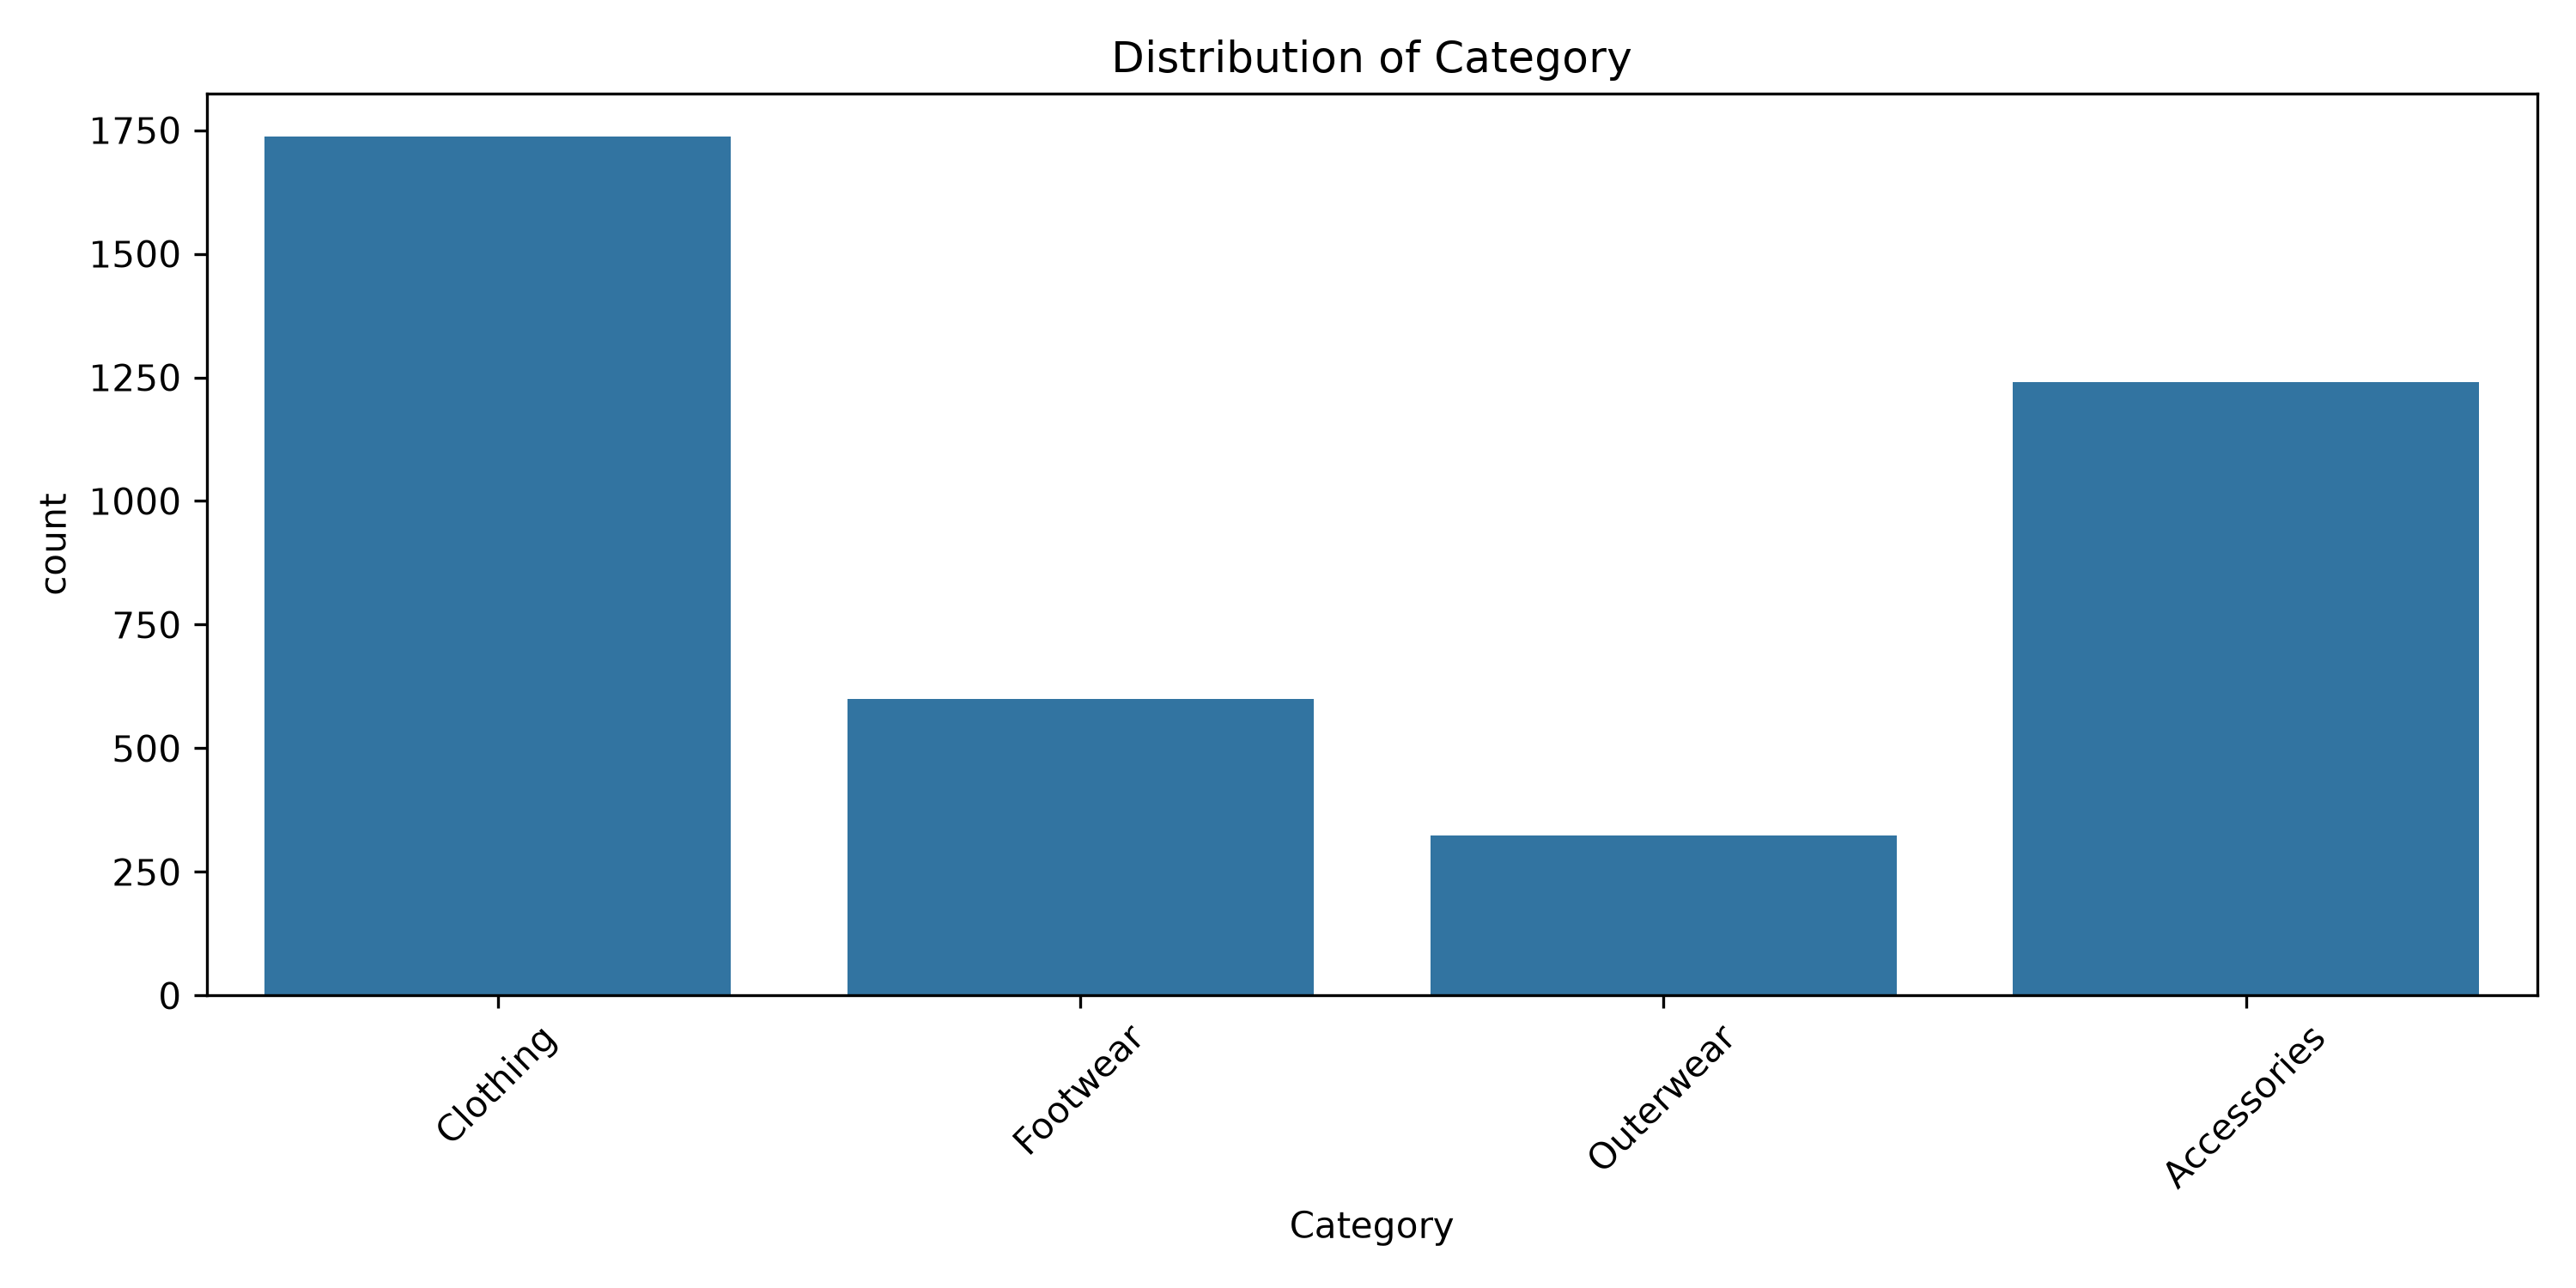 Distribution of Category
1750
1500
1250
1000
750
500
250
0
count
Clothing
Footwear
Outerwear
Accessories
Category